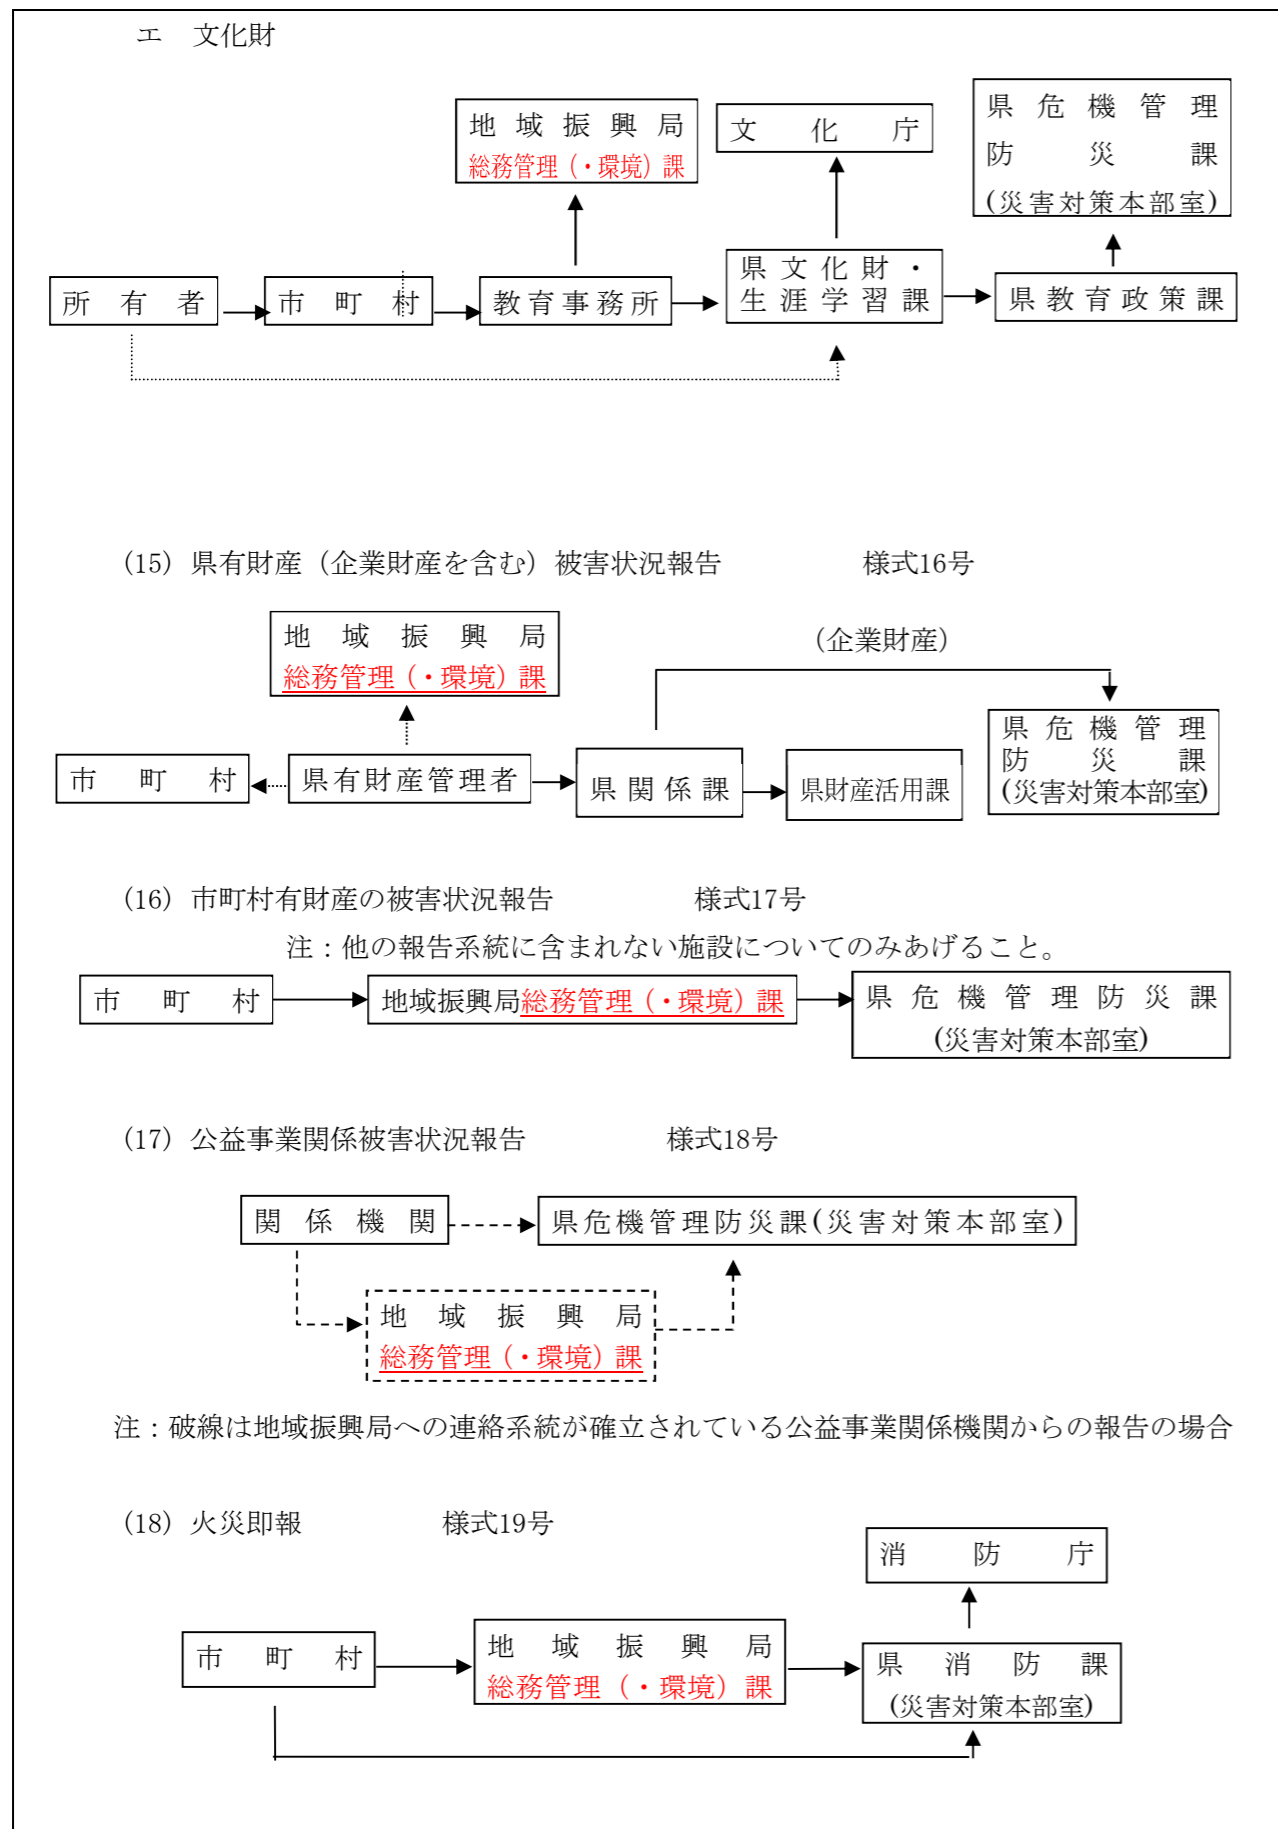 エ　文化財
地域振興局
総務管理（・環境）課
文化庁
県危機管理
防災課
(災害対策本部室)
所有者
市町村
教育事務所
県文化財・
生涯学習課
県教育政策課
(15) 県有財産（企業財産を含む）被害状況報告　様式16号
地域振興局
総務管理（・環境）課
（企業財産）
市町村
県有財産管理者
県関係課
県財産活用課
県危機管理
防災課
(災害対策本部室)
(16) 市町村有財産の被害状況報告　様式17号
注：他の報告系統に含まれない施設についてのみあげること。
市町村
地域振興局総務管理（・環境）課
県危機管理防災課
(災害対策本部室)
(17) 公益事業関係被害状況報告　様式18号
関係機関
県危機管理防災課(災害対策本部室)
地域振興局
総務管理（・環境）課
注：破線は地域振興局への連絡系統が確立されている公益事業関係機関からの報告の場合
(18) 火災即報　様式19号
消防庁
市町村
地域振興局
総務管理（・環境）課
県消防課
(災害対策本部室)